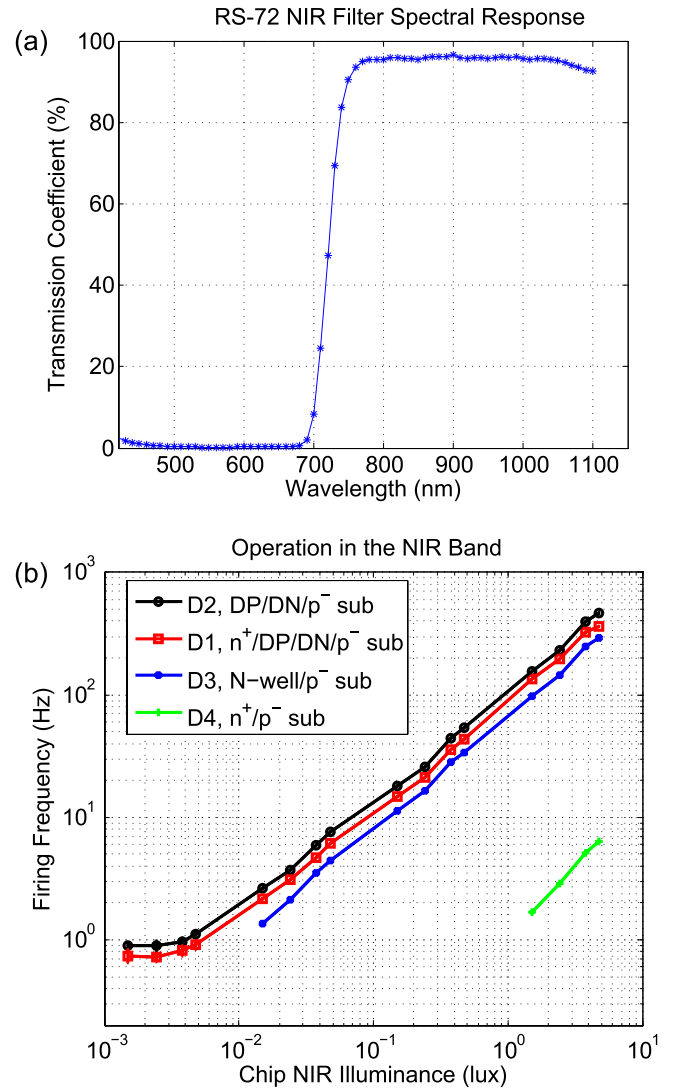 (a)
RS-72 NIR Filter Spectral Response
100
80
60
40
20
0
Transmission Coefficient (%)
500 600 700 800 900 1000 1100
Wavelength (nm)
(b)
Operation in the NIR Band
10³
10²
10¹
10⁰
Firing Frequency (Hz)
D2, DP/DN/p⁻ sub
D1, n⁺/DP/DN/p⁻ sub
D3, N−well/p⁻ sub
D4, n⁺/p⁻ sub
10⁻³ 10⁻² 10⁻¹ 10⁰ 10¹
Chip NIR Illuminance (lux)